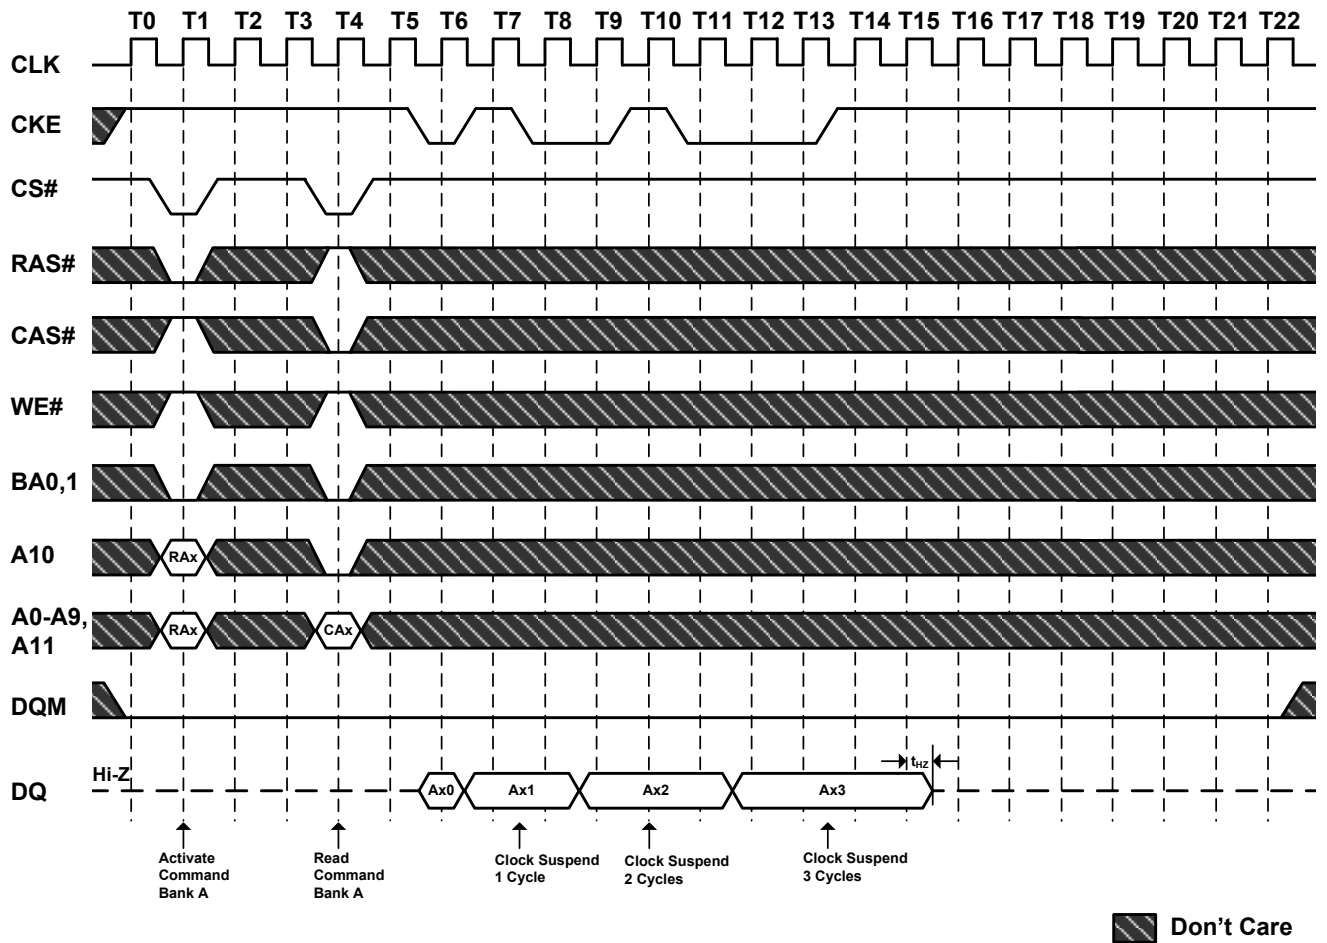 T0 T1 T2 T3 T4 T5 T6 T7 T8 T9 T10 T11 T12 T13 T14 T15 T16 T17 T18 T19 T20 T21 T22
CLK
CKE
CS#
RAS#
CAS#
WE#
BA0,1
A10
RAx
A0-A9,
A11
RAx CAx
DQM
Hi-Z
tHZ
DQ
Ax0 Ax1 Ax2 Ax3
Activate
Command
Bank A
Read
Command
Bank A
Clock Suspend
1 Cycle
Clock Suspend
2 Cycles
Clock Suspend
3 Cycles
Don't Care